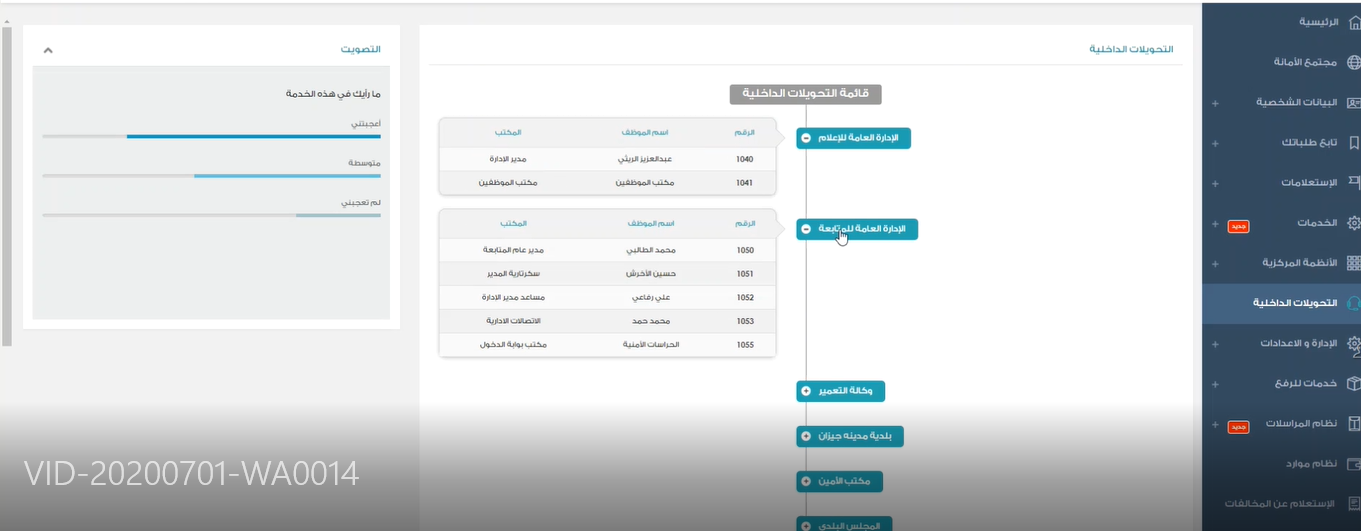 الرئيسية
مجتمع الأمانة
البيانات الشخصية +
تابع طلباتك +
الإستعلامات +
الخدمات جديد +
الأنظمة المركزية +
التحويلات الداخلية
الإدارة و الاعدادات +
خدمات للرفع +
نظام المراسلات جديد +
نظام موارد
الإستعلام عن المخالفات
التحويلات الداخلية
قائمة التحويلات الداخلية
الإدارة العامة للإعلام
الرقم اسم الموظف المكتب
1040 عبدالعزيز الريثي مدير الادارة
1041 مكتب الموظفين مكتب الموظفين
الإدارة العامة للمتابعة
الرقم اسم الموظف المكتب
1050 محمد الطالبي مدير عام المتابعة
1051 حسين الأخرش سكرتارية المدير
1052 علي رفاعي مساعد مدير الادارة
1053 محمد حمد الاتصالات الادارية
1055 الحراسات الأمنية مكتب بوابة الدخول
وكالة التعمير
بلدية مدينه جيزان
مكتب الأمين
المجلس البلدي
التصويت
ما رأيك في هذه الخدمة
أعجبتني
متوسطة
لم تعجبني
VID-20200701-WA0014